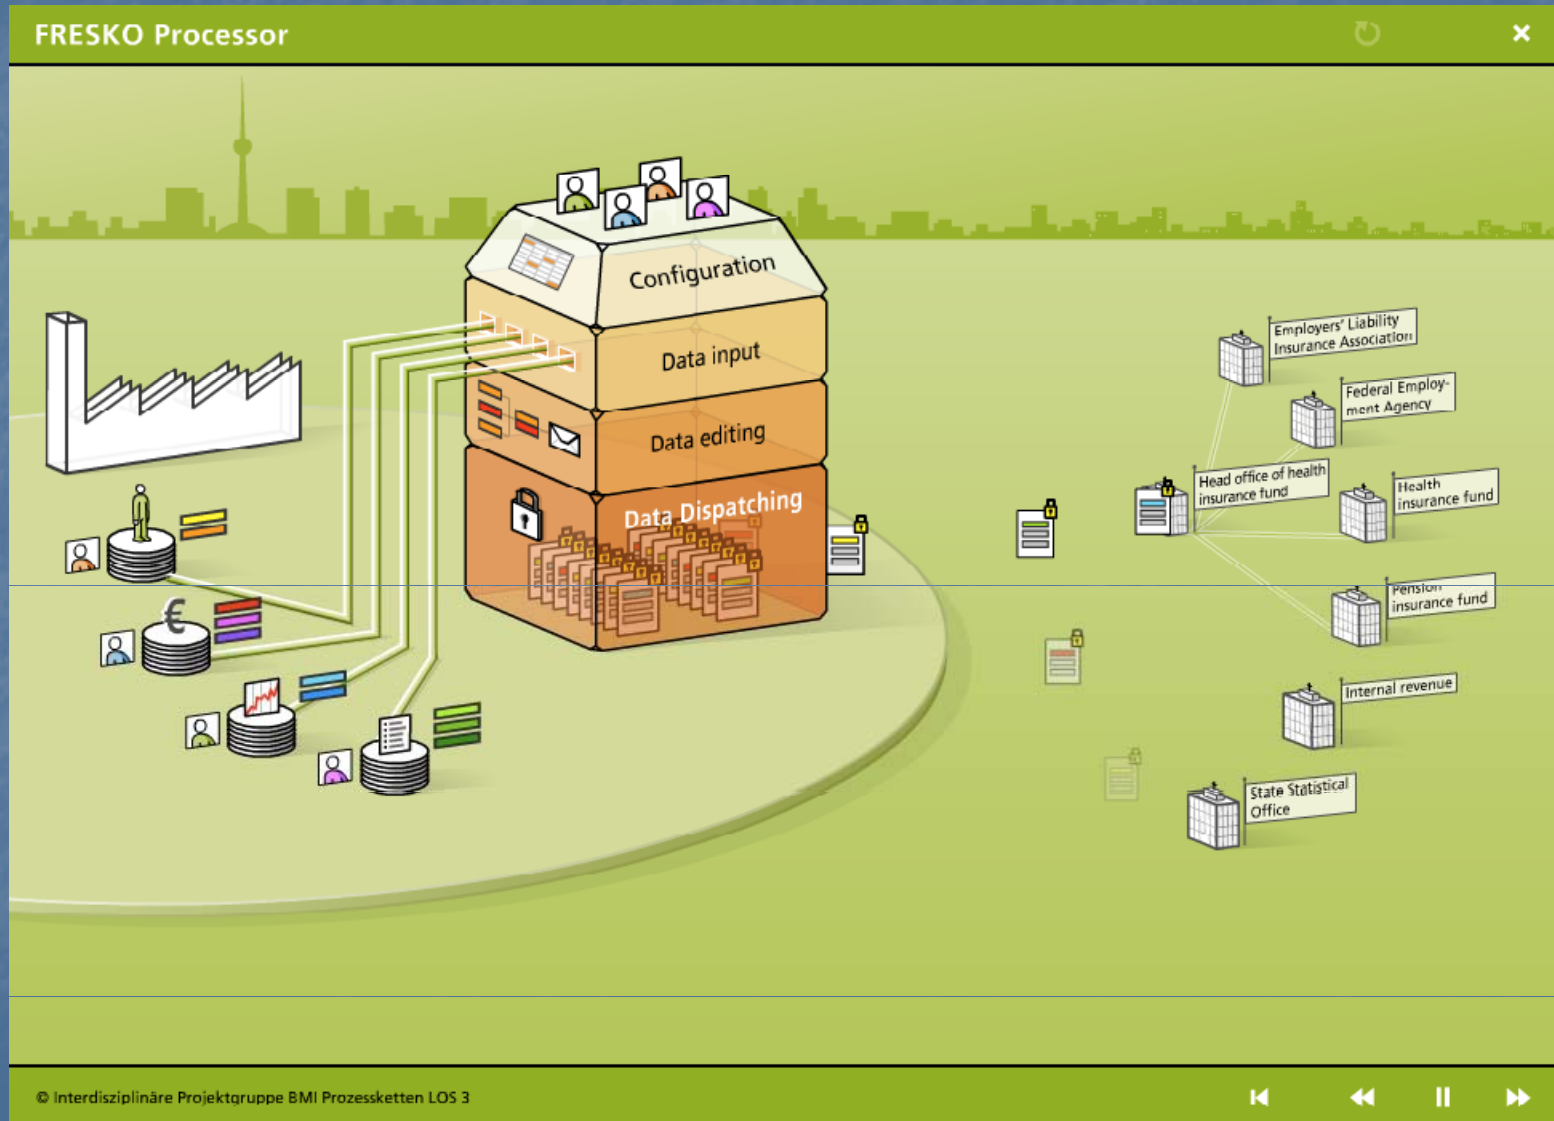 FRESKO Processor
Configuration
Data input
Data editing
Data Dispatching
€
Employers' Liability
Insurance Association
Federal Employ-
ment Agency
Head office of health
insurance fund
Health
insurance fund
Pension
insurance fund
Internal revenue
State Statistical
Office
© Interdisziplinäre Projektgruppe BMI Prozessketten LOS 3